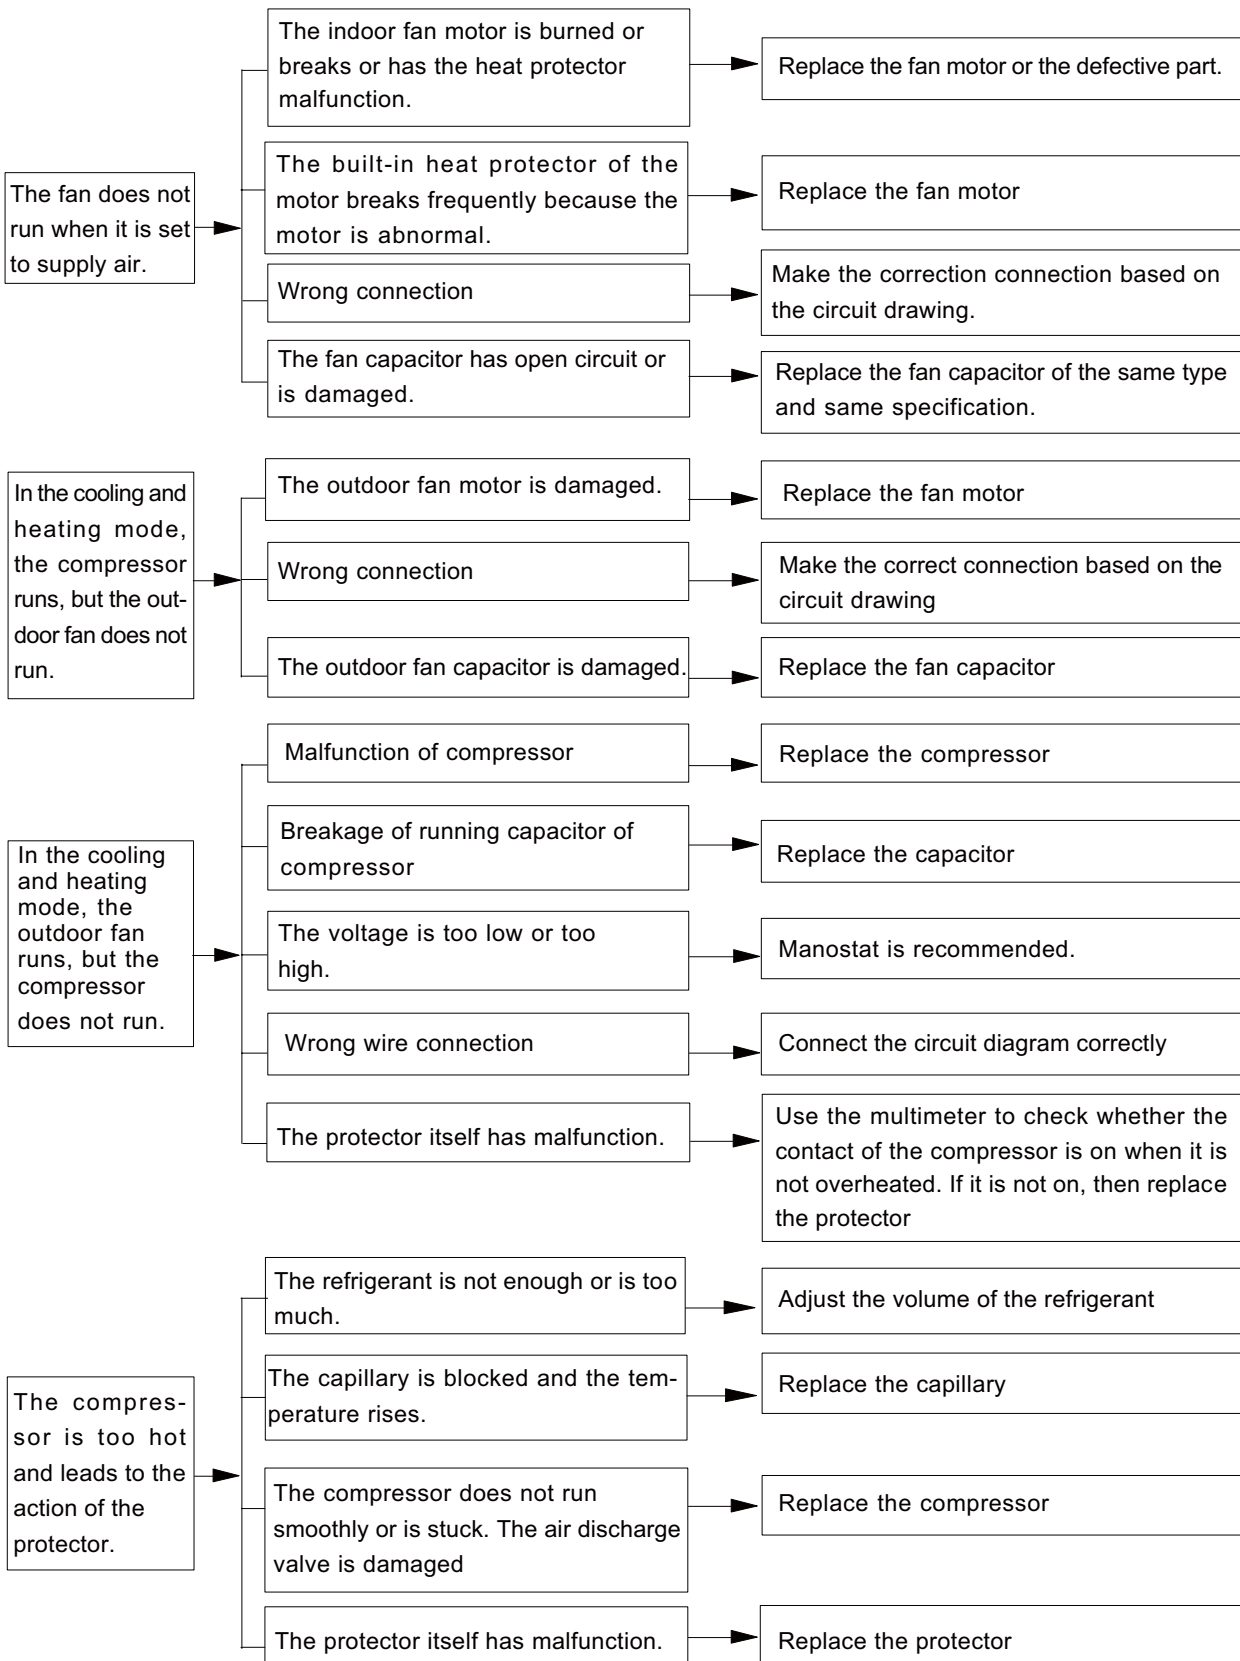 The fan does not
run when it is set
to supply air.
The indoor fan motor is burned or
breaks or has the heat protector
malfunction.
Replace the fan motor or the defective part.
The built-in heat protector of the
motor breaks frequently because the
motor is abnormal.
Replace the fan motor
Wrong connection
Make the correction connection based on
the circuit drawing.
The fan capacitor has open circuit or
is damaged.
Replace the fan capacitor of the same type
and same specification.
In the cooling and
heating mode,
the compressor
runs, but the out-
door fan does not
run.
The outdoor fan motor is damaged.
Replace the fan motor
Wrong connection
Make the correct connection based on the
circuit drawing
The outdoor fan capacitor is damaged.
Replace the fan capacitor
In the cooling
and heating
mode, the
outdoor fan
runs, but the
compressor
does not run.
Malfunction of compressor
Replace the compressor
Breakage of running capacitor of
compressor
Replace the capacitor
The voltage is too low or too
high.
Manostat is recommended.
Wrong wire connection
Connect the circuit diagram correctly
The protector itself has malfunction.
Use the multimeter to check whether the
contact of the compressor is on when it is
not overheated. If it is not on, then replace
the protector
The compres-
sor is too hot
and leads to the
action of the
protector.
The refrigerant is not enough or is too
much.
Adjust the volume of the refrigerant
The capillary is blocked and the tem-
perature rises.
Replace the capillary
The compressor does not run
smoothly or is stuck. The air discharge
valve is damaged
Replace the compressor
The protector itself has malfunction.
Replace the protector